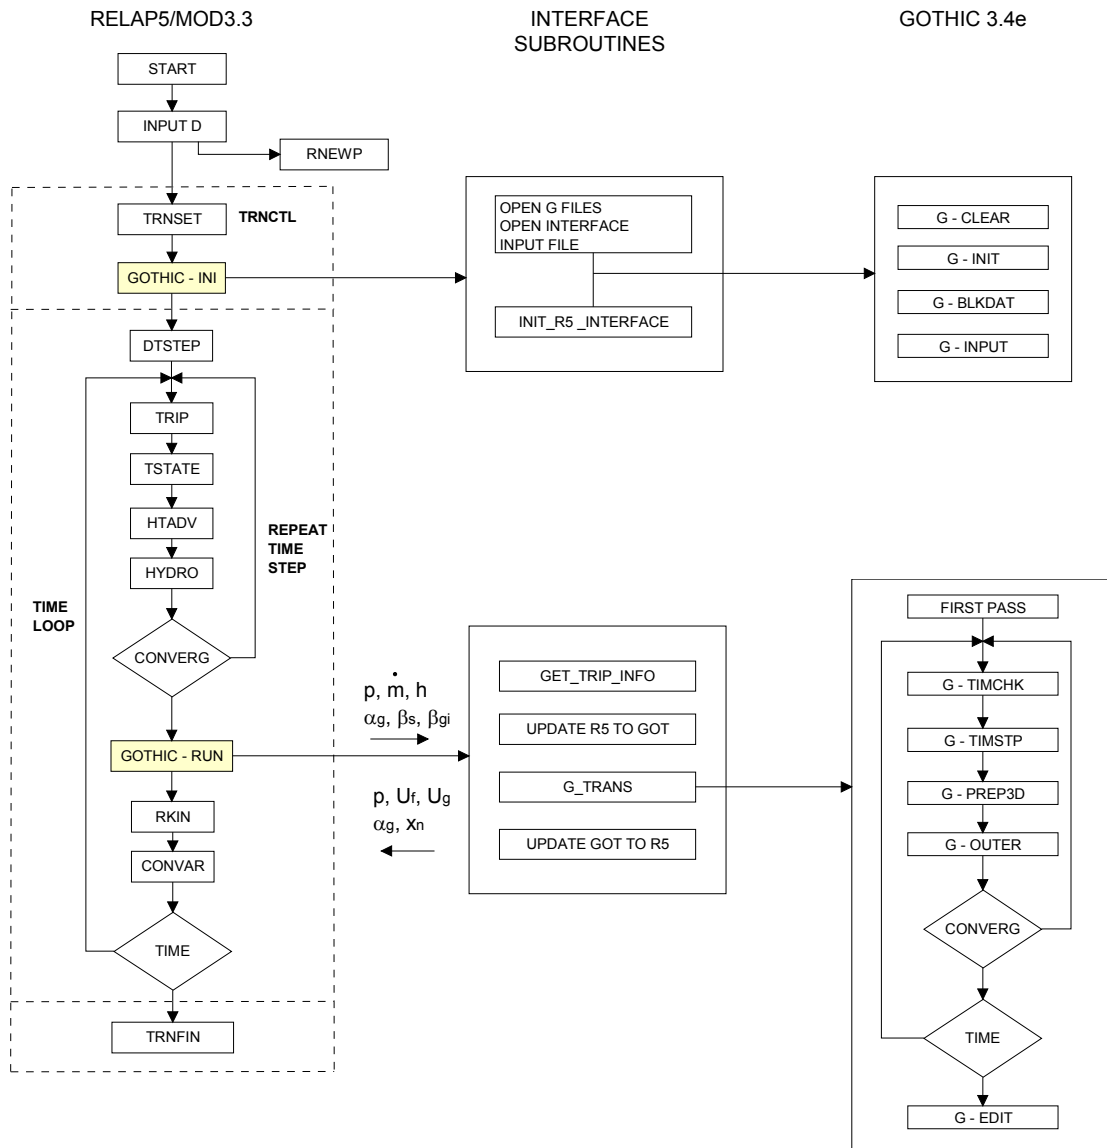 RELAP5/MOD3.3
INTERFACE
SUBROUTINES
GOTHIC 3.4e
START
INPUT D
RNEWP
TRNSET
TRNCTL
GOTHIC - INI
OPEN G FILES
OPEN INTERFACE
INPUT FILE
INIT_R5 _INTERFACE
G - CLEAR
G - INIT
G - BLKDAT
G - INPUT
DTSTEP
TRIP
TSTATE
HTADV
HYDRO
REPEAT
TIME
STEP
TIME
LOOP
CONVERG
GOTHIC - RUN
RKIN
CONVAR
TIME
TRNFIN
p, ṁ, h
αg, βs, βgi
p, Uf, Ug
αg, xn
GET_TRIP_INFO
UPDATE R5 TO GOT
G_TRANS
UPDATE GOT TO R5
FIRST PASS
G - TIMCHK
G - TIMSTP
G - PREP3D
G - OUTER
CONVERG
TIME
G - EDIT